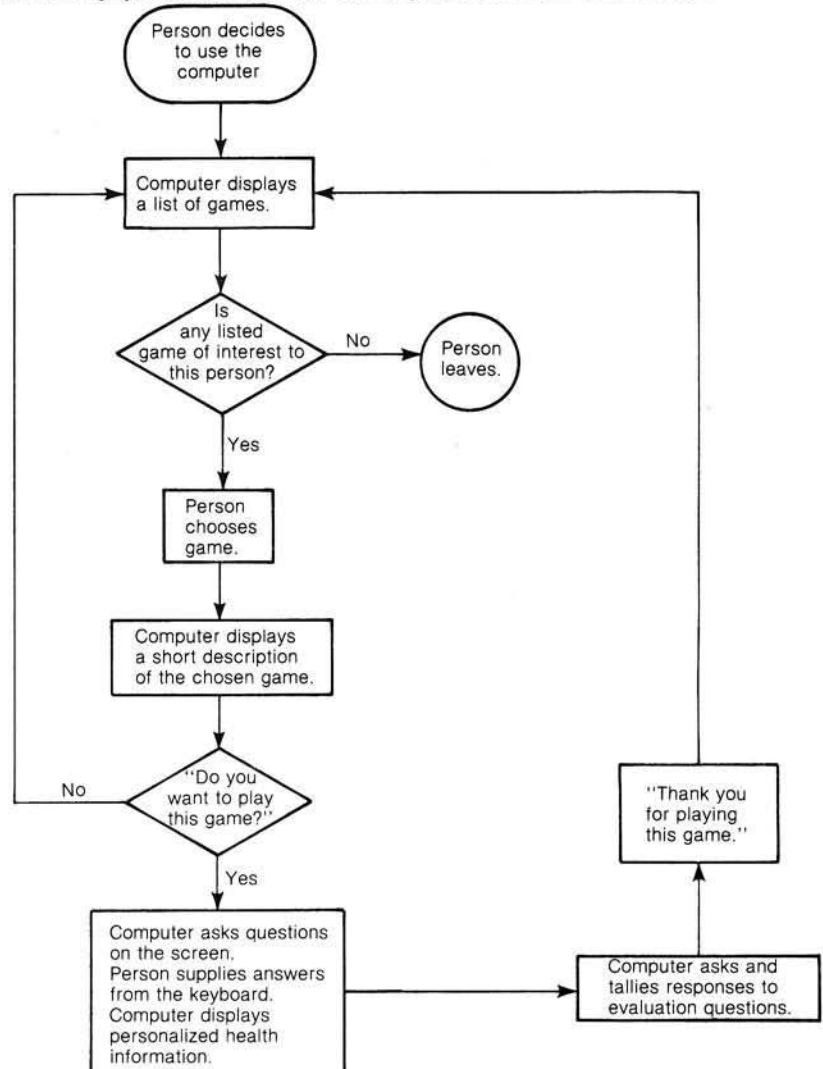 Person decides
to use the
computer
Computer displays
a list of games.
Is
any listed
game of interest to
this person?
No
Person
leaves.
Yes
Person
chooses
game.
Computer displays
a short description
of the chosen game.
"Do you
want to play
this game?"
No
Yes
Computer asks questions
on the screen.
Person supplies answers
from the keyboard.
Computer displays
personalized health
information.
Computer asks and
tallies responses to
evaluation questions.
"Thank you
for playing
this game."